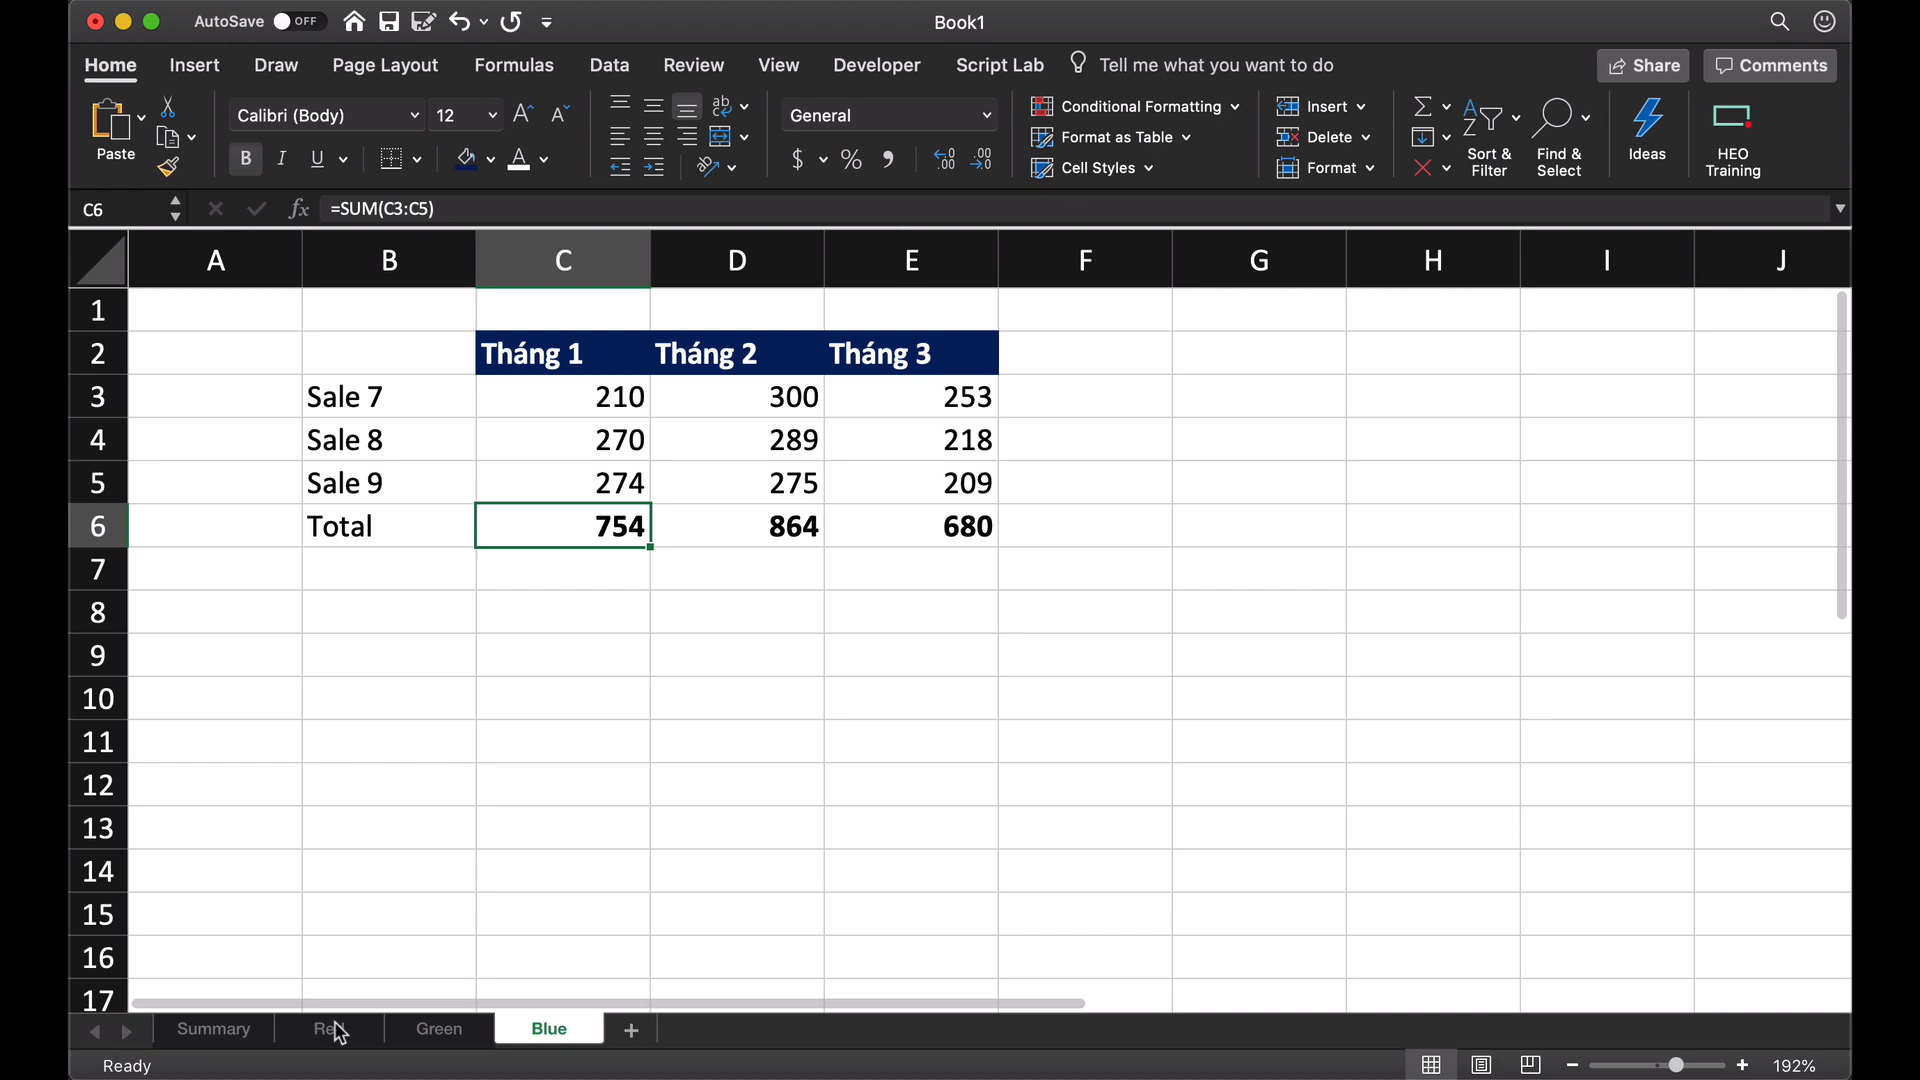 AutoSave OFF Book1
Home Insert Draw Page Layout Formulas Data Review View Developer Script Lab Tell me what you want to do Share Comments
Paste Calibri (Body) 12 General Conditional Formatting Insert
B I U $ % Format as Table Delete
Cell Styles Format Sort & Filter Find & Select Ideas HEO Training
C6 fx =SUM(C3:C5)
A B C D E F G H I J
1
2 Tháng 1 Tháng 2 Tháng 3
3 Sale 7 210 300 253
4 Sale 8 270 289 218
5 Sale 9 274 275 209
6 Total 754 864 680
7
8
9
10
11
12
13
14
15
16
17
Summary Green Blue +
Ready 192%